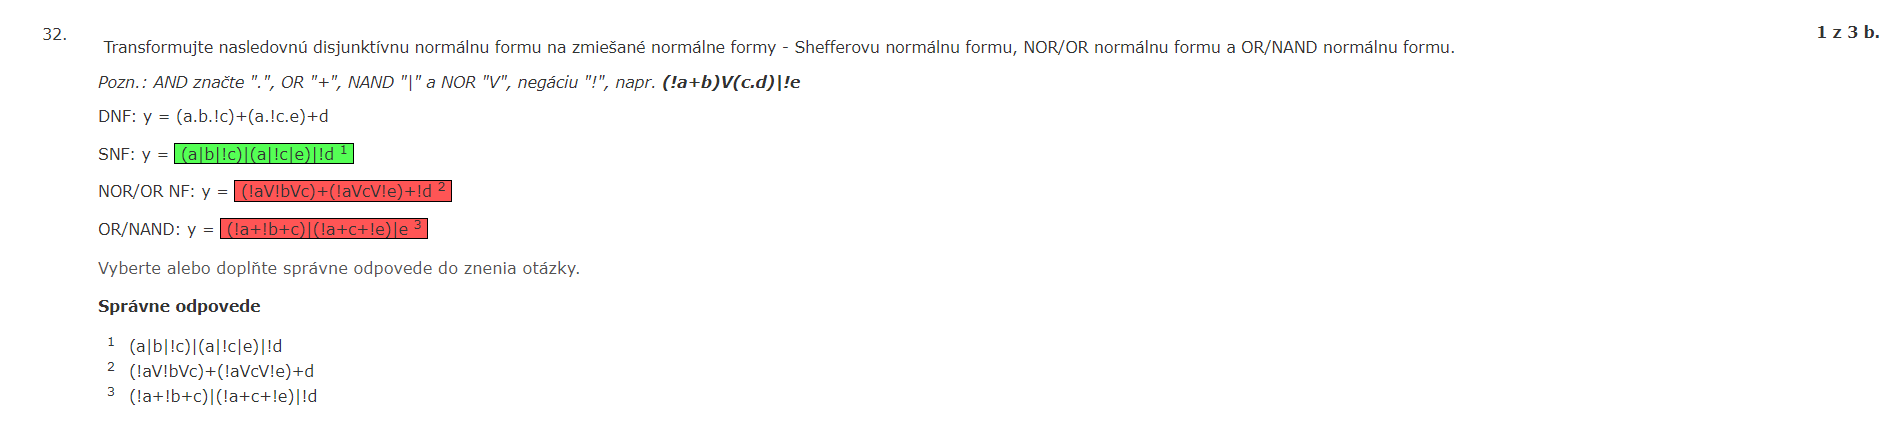 32.
1 z 3 b.
Transformujte nasledovnú disjunktívnu normálnu formu na zmiešané normálne formy - Shefferovu normálnu formu, NOR/OR normálnu formu a OR/NAND normálnu formu.
Pozn.: AND značte ".", OR "+", NAND "|" a NOR "V", negáciu "!", napr. (!a+b)V(c.d)|!e
DNF: y = (a.b.!c)+(a.!c.e)+d
SNF: y = (a|b|!c)|(a|!c|e)|!d 1
NOR/OR NF: y = (!aV!bVc)+(!aVcV!e)+!d 2
OR/NAND: y = (!a+!b+c)|(!a+c+!e)|e 3
Vyberte alebo doplňte správne odpovede do znenia otázky.
Správne odpovede
1 (a|b|!c)|(a|!c|e)|!d
2 (!aV!bVc)+(!aVcV!e)+d
3 (!a+!b+c)|(!a+c+!e)|!d